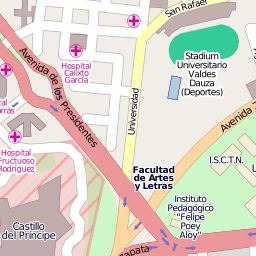 San Rafael
Avenida de los Presidentes
Hospital
Calixto
García
Stadium
Universitario
Valdes
Dauza
(Deportes)
Universidad
Avenida
Hospital
Fructuoso
Rodríguez
I.S.C.T.N.
Facultad
de Artes
y Letras
Instituto
Pedagógico
"Felipe
Poey
Aloy"
Castillo
del Príncipe